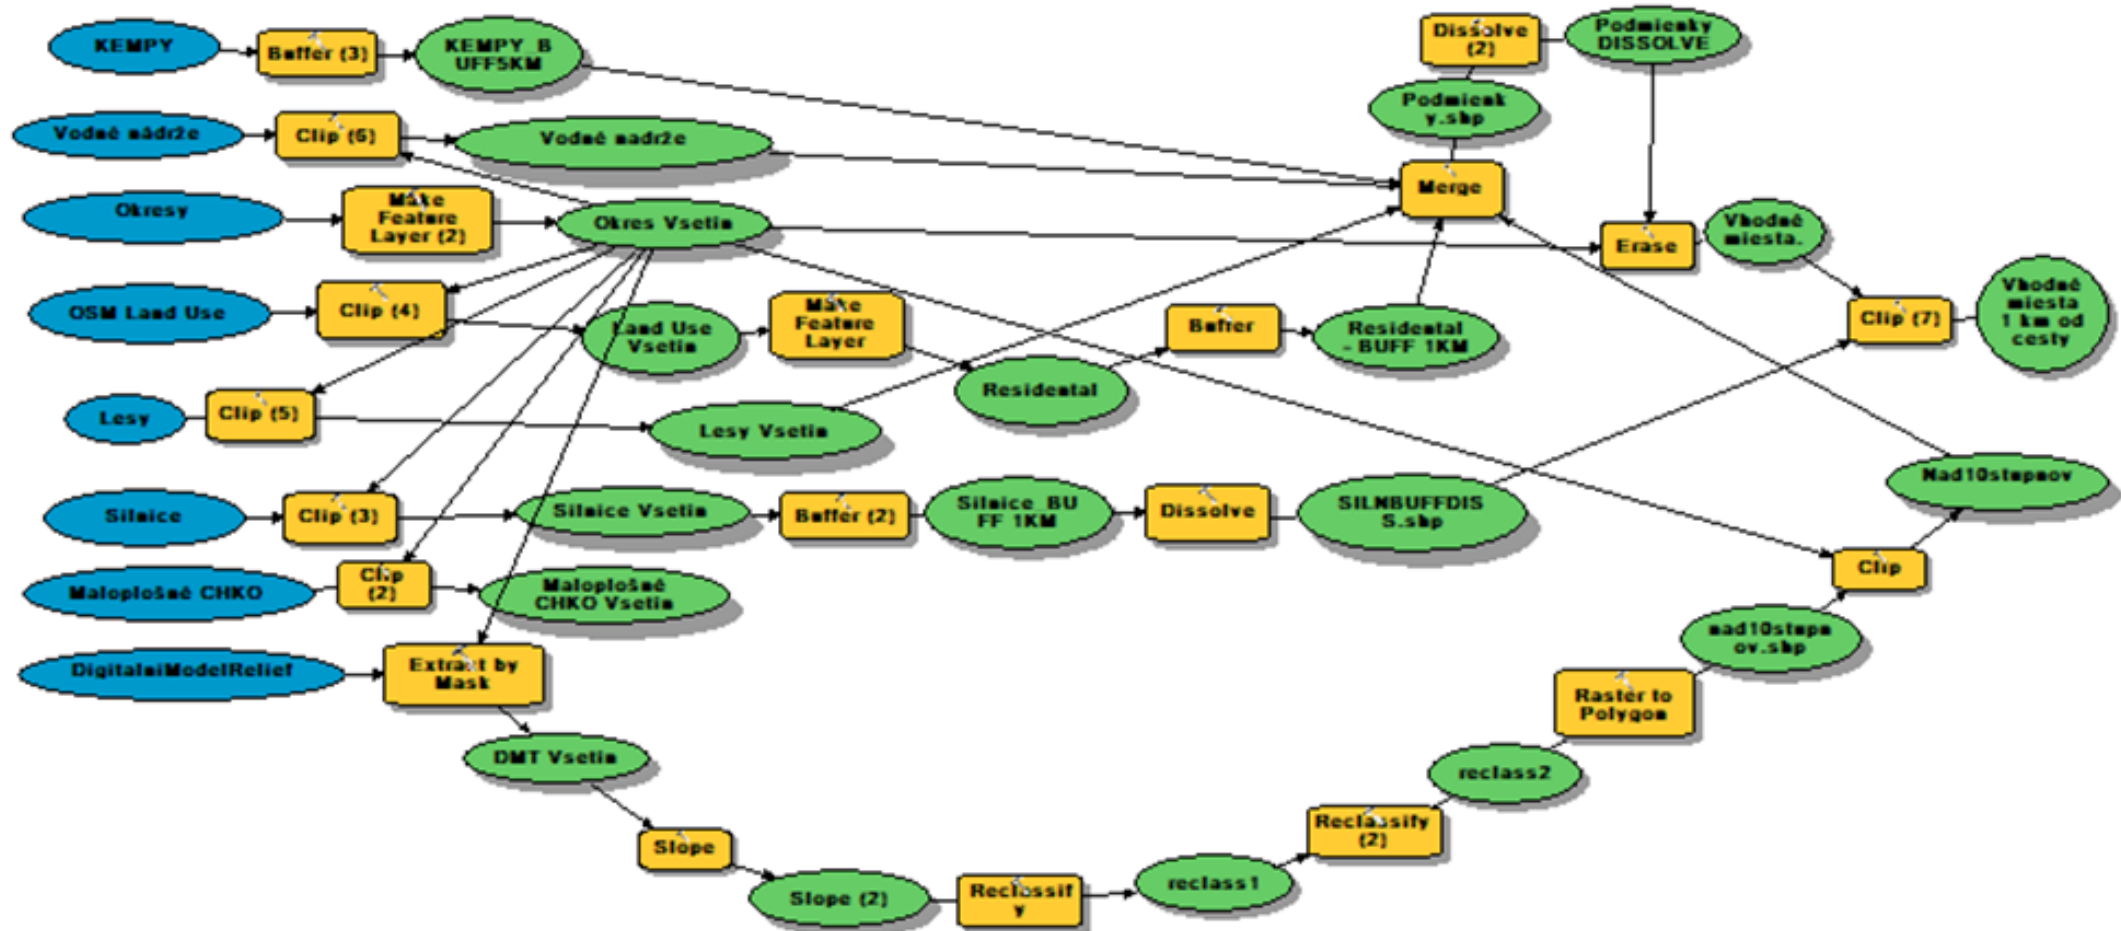 KEMPY
Buffer (3)
KEMPY_B
UFF5KM
Dissolve
(2)
Podmienky
DISSOLVE
Podmienk
y.shp
Vodné nádrže
Clip (6)
Vodné nadrže
Merge
Okresy
Make
Feature
Layer (2)
Okres Vsetin
Erase
Vhodné
miesta.
OSM Land Use
Clip (4)
Land Use
Vsetin
Make
Feature
Layer
Buffer
Residental
- BUFF 1KM
Clip (7)
Vhodné
miesta
1 km od
cesty
Residental
Lesy
Clip (5)
Lesy Vsetin
Nad10stupnov
Silnice
Clip (3)
Silnice Vsetin
Buffer (2)
Silnice_BU
FF 1KM
Dissolve
SILNBUFFDIS
S.shp
Clip
Maloplošné CHKO
Clip
(2)
Maloplošné
CHKO Vsetin
nad10stupn
ov.shp
DigitalniModelRelief
Extract by
Mask
Raster to
Polygon
DMT Vsetin
reclass2
Slope
Reclassify
(2)
Slope (2)
Reclassif
y
reclass1